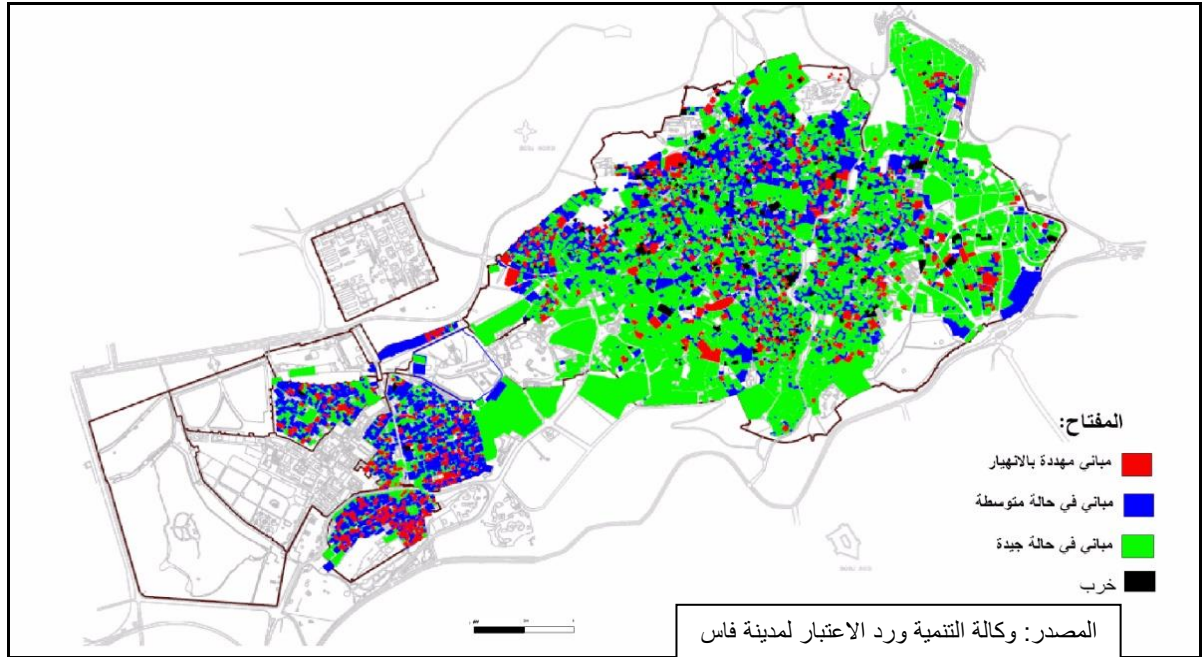 المفتاح:
مباني مهددة بالانهيار
مباني في حالة متوسطة
مباني في حالة جيدة
خرب
المصدر: وكالة التنمية ورد الاعتبار لمدينة فاس